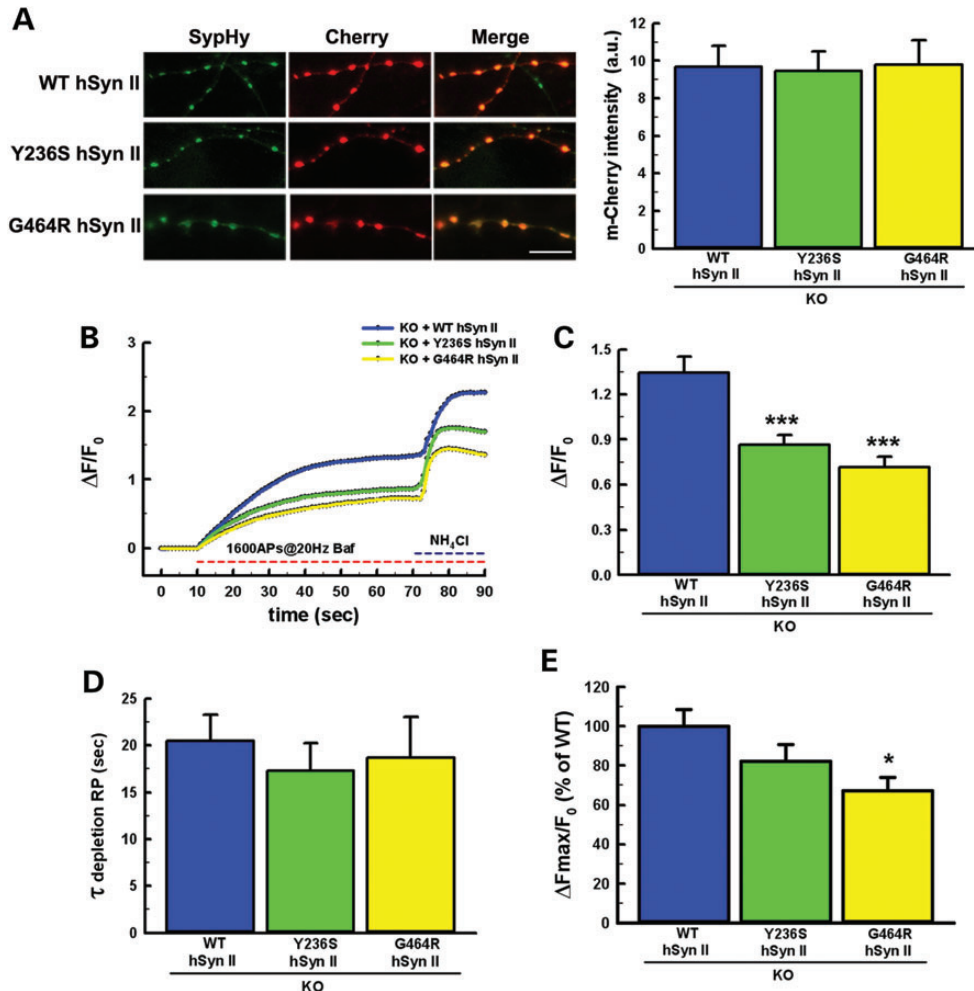 A
SypHy
Cherry
Merge
WT hSyn II
Y236S hSyn II
G464R hSyn II
m-Cherry intensity (a.u.)
14
12
10
8
6
4
2
0
WT
hSyn II
Y236S
hSyn II
G464R
hSyn II
KO
B
KO + WT hSyn II
KO + Y236S hSyn II
KO + G464R hSyn II
ΔF/F0
3
2
1
0
1600APs@20Hz Baf
NH4Cl
0 10 20 30 40 50 60 70 80 90
time (sec)
C
ΔF/F0
1.5
1.2
0.9
0.6
0.3
0.0
***
***
WT
hSyn II
Y236S
hSyn II
G464R
hSyn II
KO
D
τ depletion RP (sec)
25
20
15
10
5
0
WT
hSyn II
Y236S
hSyn II
G464R
hSyn II
KO
E
ΔFmax/F0 (% of WT)
120
100
80
60
40
20
0
*
WT
hSyn II
Y236S
hSyn II
G464R
hSyn II
KO